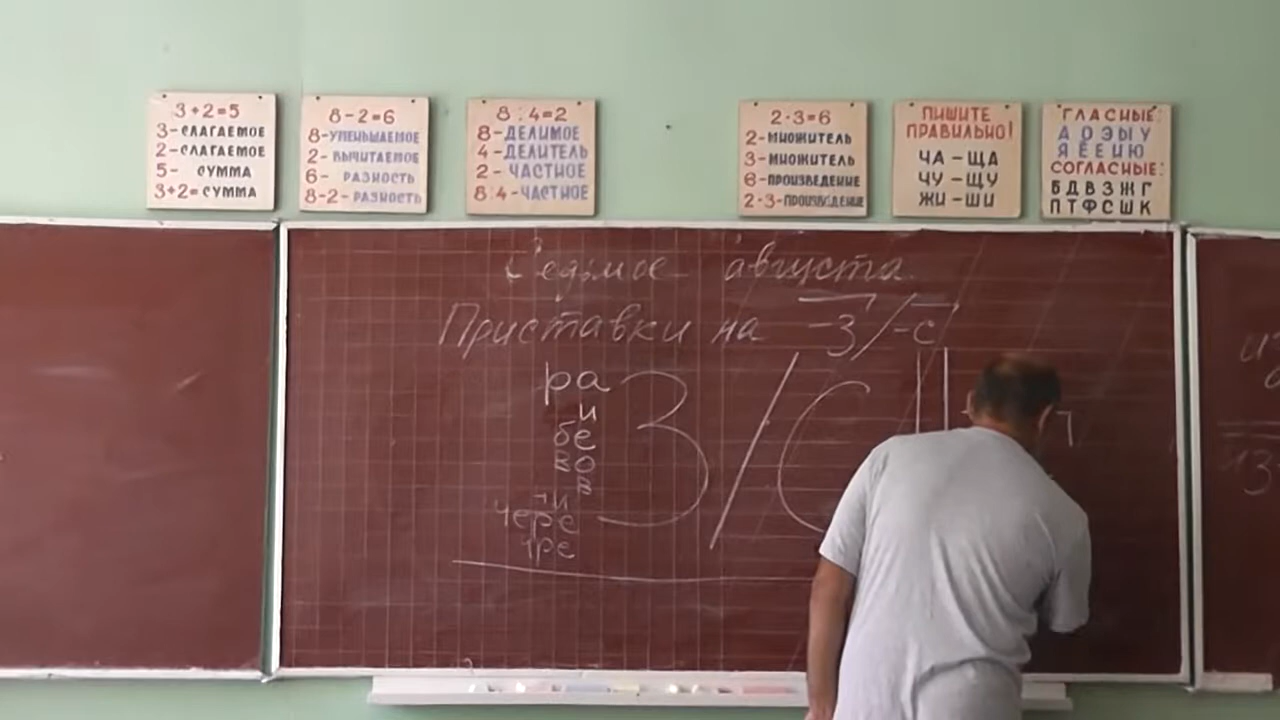 3+2=5
3-СЛАГАЕМОЕ
2-СЛАГАЕМОЕ
5- СУММА
3+2=СУММА
8-2=6
8-УМЕНЬШАЕМОЕ
2-ВЫЧИТАЕМОЕ
6- РАЗНОСТЬ
8-2-РАЗНОСТЬ
8:4=2
8-ДЕЛИМОЕ
4-ДЕЛИТЕЛЬ
2-ЧАСТНОЕ
8:4-ЧАСТНОЕ
2·3=6
2-МНОЖИТЕЛЬ
3-МНОЖИТЕЛЬ
6-ПРОИЗВЕДЕНИЕ
2·3-ПРОИЗВЕДЕНИЕ
ПИШИТЕ
ПРАВИЛЬНО!
ЧА-ЩА
ЧУ-ЩУ
ЖИ-ШИ
ГЛАСНЫЕ:
А О Э Ы У
Я Ё Е И Ю
СОГЛАСНЫЕ:
Б Д В З Ж Г
П Т Ф С Ш К
Седьмое августа.
Приставки на -З/-с
ра З/С
и
бе
во
в
ни
чере
чре